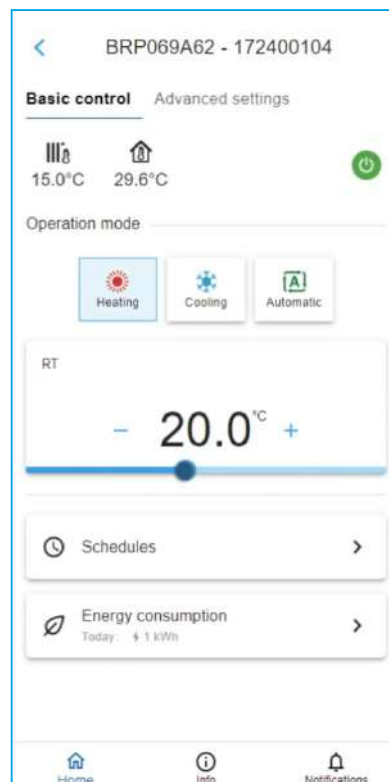 BRP069A62 - 172400104
Basic control Advanced settings
15.0°C 29.6°C
Operation mode
Heating Cooling A Automatic
RT
− 20.0 °C +
Schedules
Energy consumption
Today: 1 kWh
Home Info Notifications